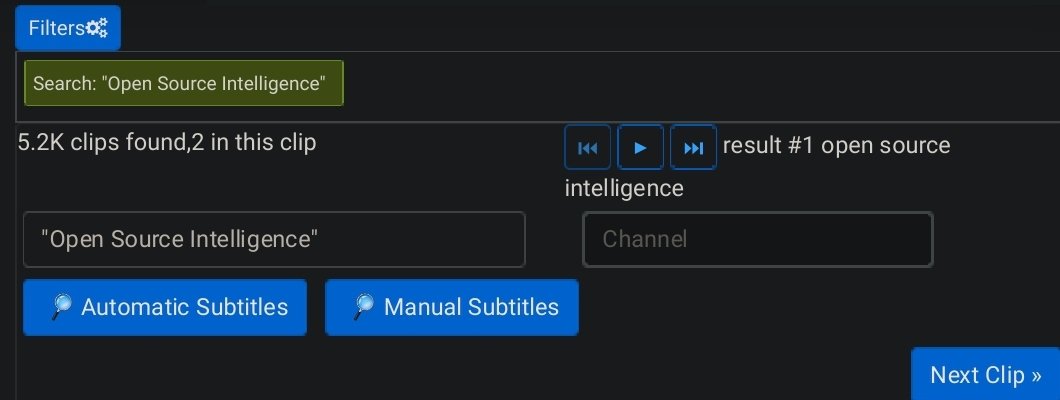 Filters
Search: "Open Source Intelligence"
5.2K clips found,2 in this clip
result #1 open source
intelligence
"Open Source Intelligence"
Channel
Automatic Subtitles
Manual Subtitles
Next Clip »